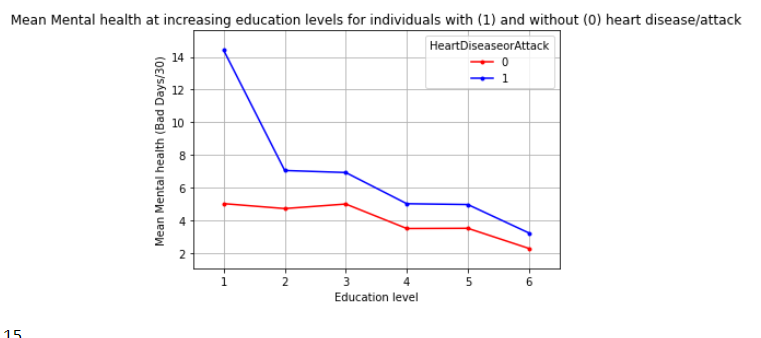 Mean Mental health at increasing education levels for individuals with (1) and without (0) heart disease/attack
HeartDiseaseorAttack
0
1
Mean Mental health (Bad Days/30)
14
12
10
8
6
4
2
1 2 3 4 5 6
Education level
15